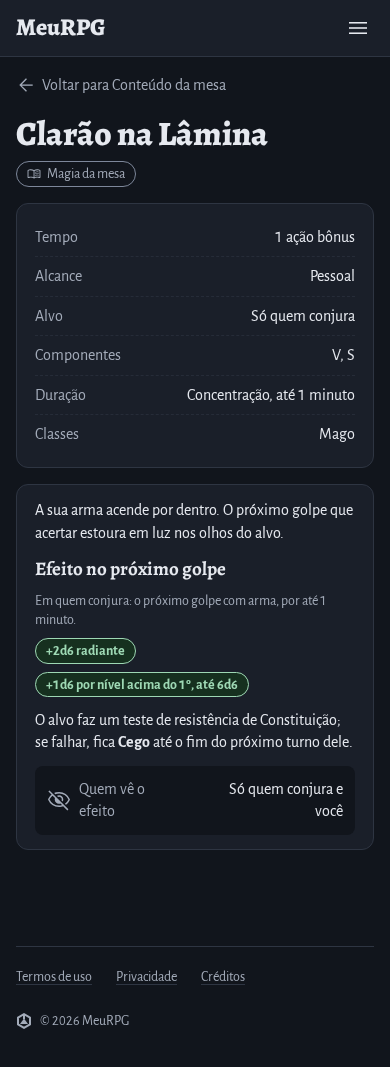 MeuRPG
Voltar para Conteúdo da mesa
Clarão na Lâmina
Magia da mesa
Tempo 1 ação bônus
Alcance Pessoal
Alvo Só quem conjura
Componentes V, S
Duração Concentração, até 1 minuto
Classes Mago
A sua arma acende por dentro. O próximo golpe que
acertar estoura em luz nos olhos do alvo.
Efeito no próximo golpe
Em quem conjura: o próximo golpe com arma, por até 1
minuto.
+2d6 radiante
+1d6 por nível acima do 1º, até 6d6
O alvo faz um teste de resistência de Constituição;
se falhar, fica Cego até o fim do próximo turno dele.
Quem vê o efeito
Só quem conjura e você
Termos de uso Privacidade Créditos
© 2026 MeuRPG